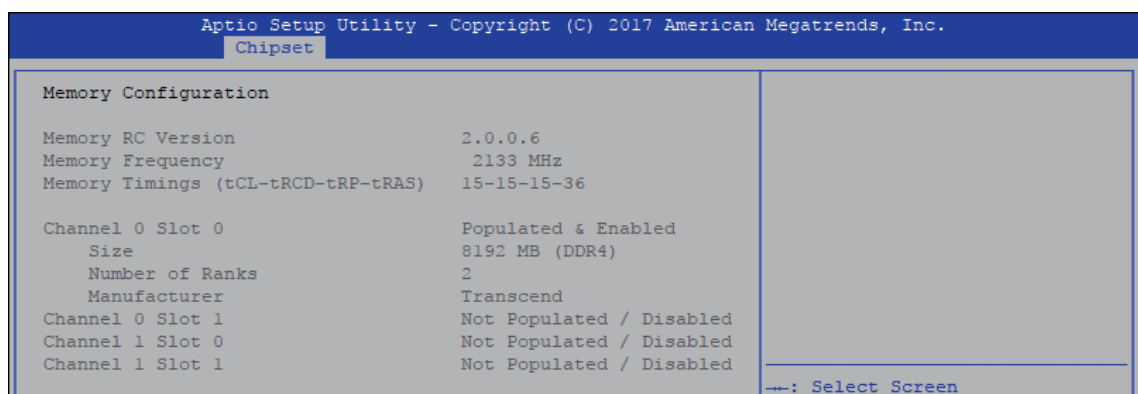 Aptio Setup Utility - Copyright (C) 2017 American Megatrends, Inc.
Chipset
Memory Configuration
Memory RC Version 2.0.0.6
Memory Frequency 2133 MHz
Memory Timings (tCL-tRCD-tRP-tRAS) 15-15-15-36
Channel 0 Slot 0 Populated & Enabled
Size 8192 MB (DDR4)
Number of Ranks 2
Manufacturer Transcend
Channel 0 Slot 1 Not Populated / Disabled
Channel 1 Slot 0 Not Populated / Disabled
Channel 1 Slot 1 Not Populated / Disabled
→←: Select Screen